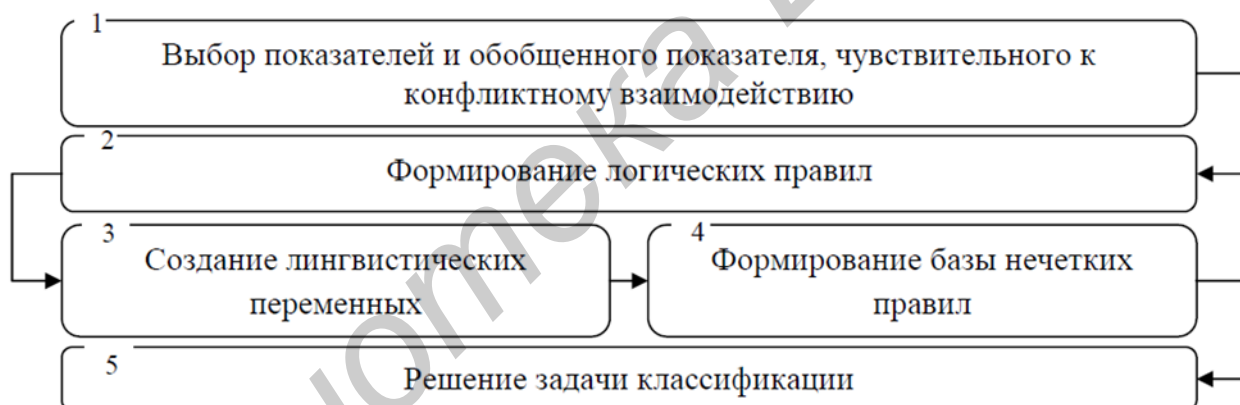 1
Выбор показателей и обобщенного показателя, чувствительного к
конфликтному взаимодействию
2
Формирование логических правил
3
Создание лингвистических
переменных
4
Формирование базы нечетких
правил
5
Решение задачи классификации